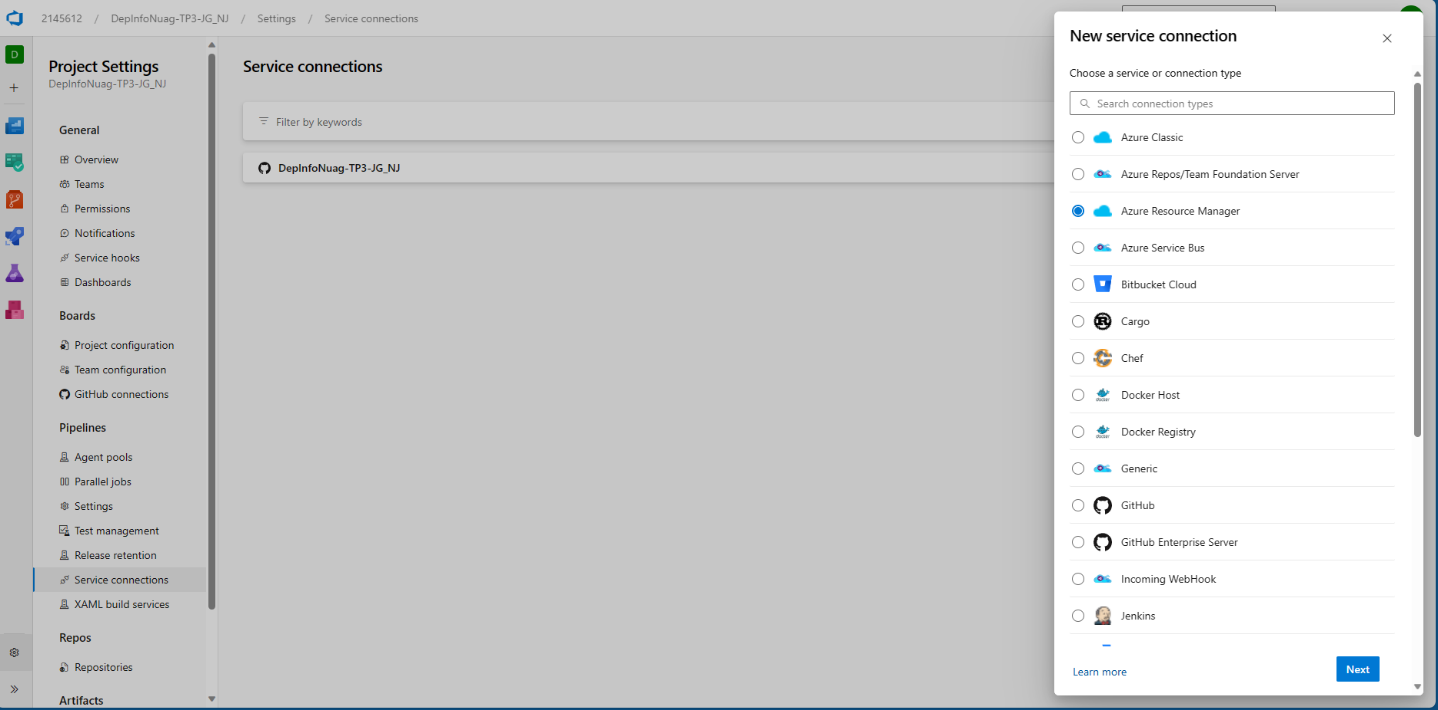 2145612 / DepInfoNuag-TP3-JG_NJ / Settings / Service connections
D
Project Settings
DepInfoNuag-TP3-JG_NJ
General
Overview
Teams
Permissions
Notifications
Service hooks
Dashboards
Boards
Project configuration
Team configuration
GitHub connections
Pipelines
Agent pools
Parallel jobs
Settings
Test management
Release retention
Service connections
XAML build services
Repos
Repositories
Artifacts
Service connections
Filter by keywords
DepInfoNuag-TP3-JG_NJ
New service connection
Choose a service or connection type
Search connection types
Azure Classic
Azure Repos/Team Foundation Server
Azure Resource Manager
Azure Service Bus
Bitbucket Cloud
Cargo
Chef
docker
Docker Host
docker
Docker Registry
Generic
GitHub
GitHub Enterprise Server
Incoming WebHook
Jenkins
Learn more
Next